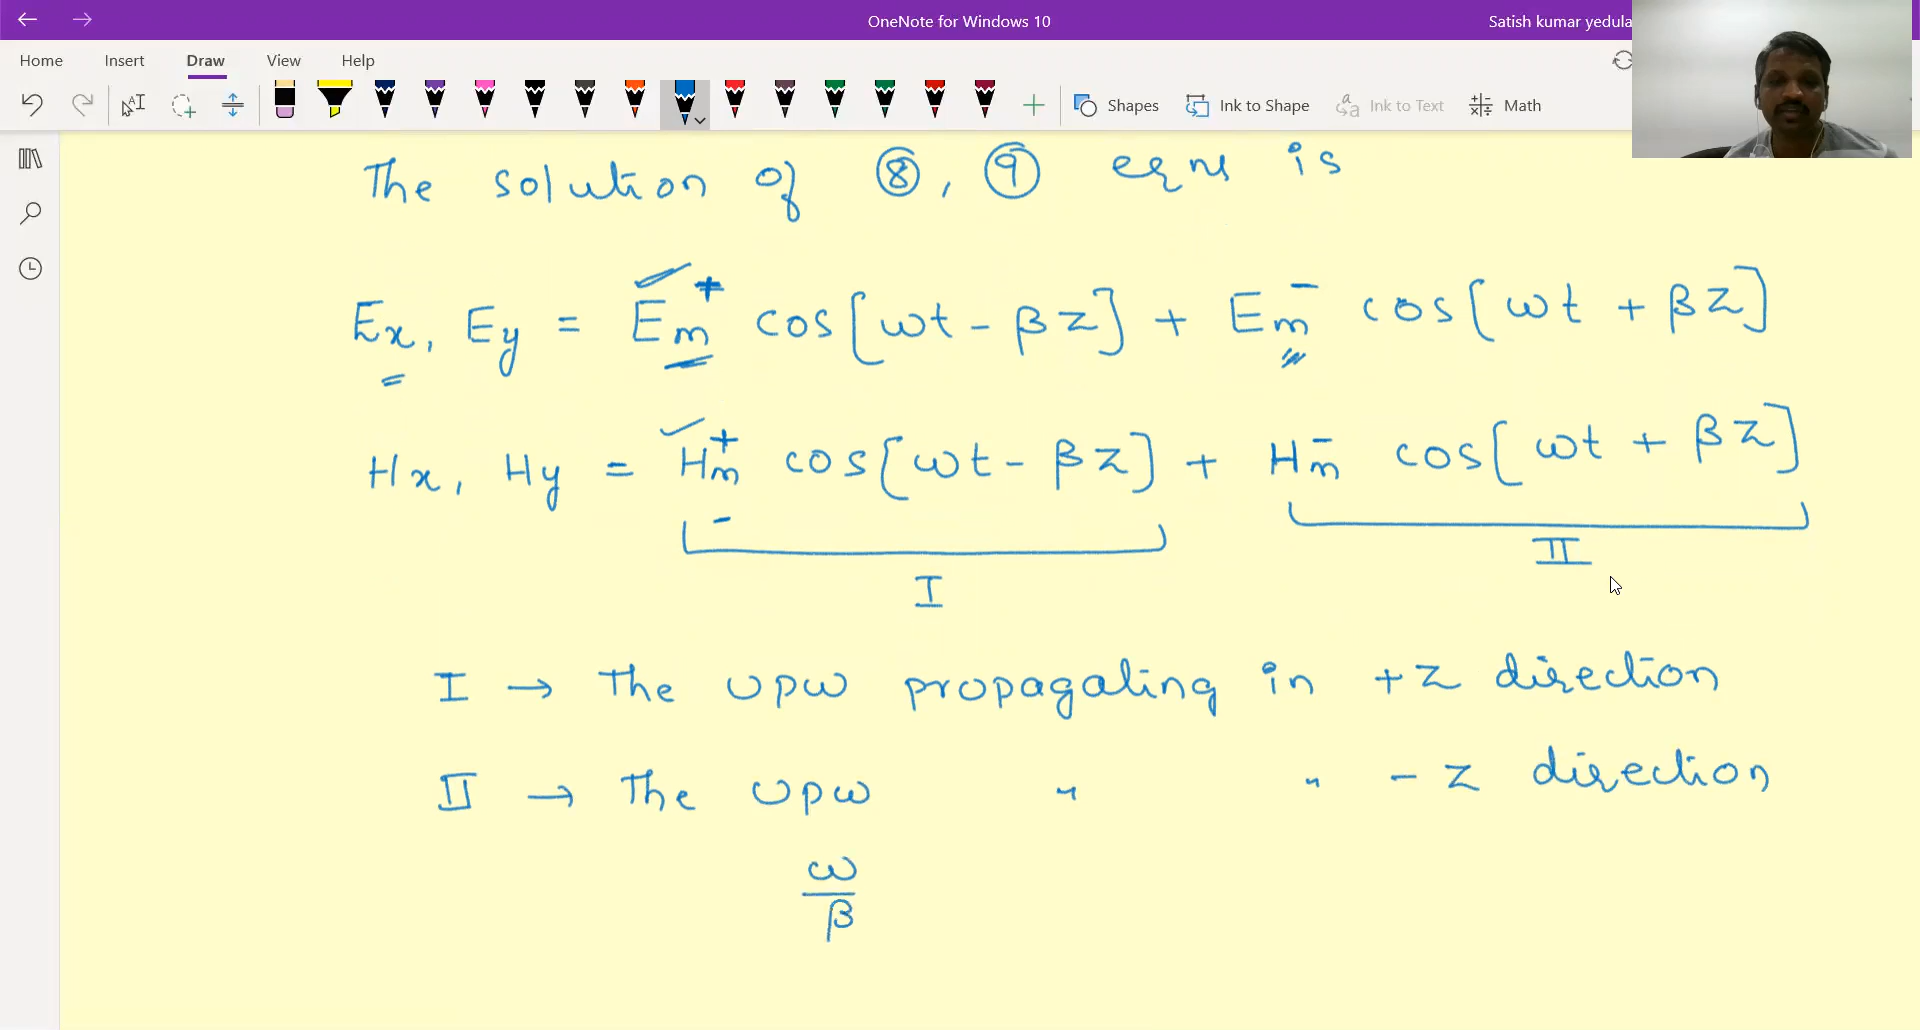 OneNote for Windows 10
Satish kumar yedula
Home Insert Draw View Help
Shapes Ink to Shape Ink to Text Math
The solution of ⑧, ⑨ eqns is
Ex, Ey = Em⁺ cos[ωt - βz] + Em⁻ cos[ωt + βz]
Hx, Hy = Hm⁺ cos[ωt - βz] + Hm⁻ cos[ωt + βz]
I II
I → The upw propagating in +z direction
II → The upw " " - z direction
ω
β